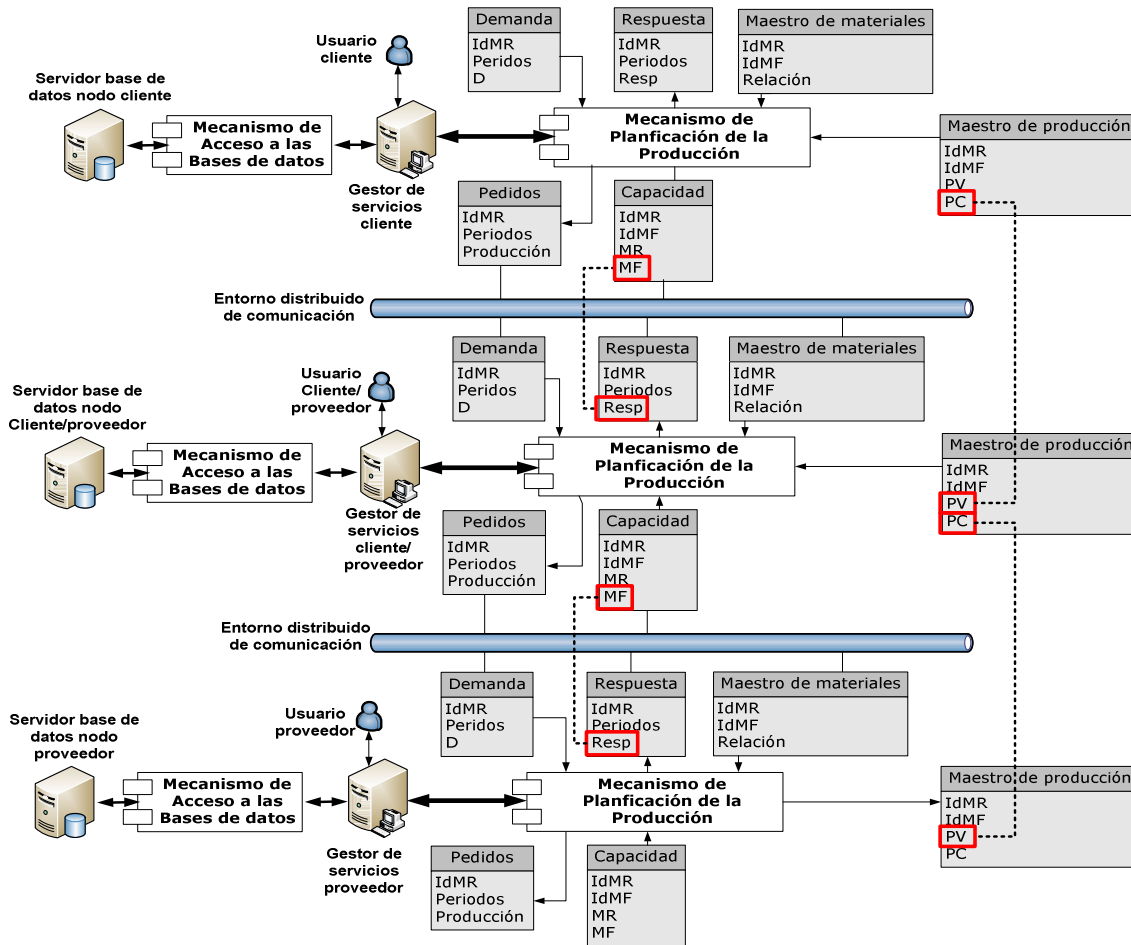 Demanda
IdMR
Peridos
D
Respuesta
IdMR
Periodos
Resp
Maestro de materiales
IdMR
IdMF
Relación
Usuario
cliente
Servidor base de
datos nodo cliente
Mecanismo de
Acceso a las
Bases de datos
Gestor de
servicios
cliente
Mecanismo de
Planficación de la
Producción
Maestro de producción
IdMR
IdMF
PV
PC
Pedidos
IdMR
Periodos
Producción
Capacidad
IdMR
IdMF
MR
MF
Entorno distribuido
de comunicación
Demanda
IdMR
Peridos
D
Respuesta
IdMR
Periodos
Resp
Maestro de materiales
IdMR
IdMF
Relación
Usuario
Cliente/
proveedor
Servidor base de
datos nodo
Cliente/proveedor
Mecanismo de
Acceso a las
Bases de datos
Gestor de
servicios
cliente/
proveedor
Mecanismo de
Planficación de la
Producción
Maestro de producción
IdMR
IdMF
PV
PC
Pedidos
IdMR
Periodos
Producción
Capacidad
IdMR
IdMF
MR
MF
Entorno distribuido
de comunicación
Demanda
IdMR
Peridos
D
Respuesta
IdMR
Periodos
Resp
Maestro de materiales
IdMR
IdMF
Relación
Usuario
proveedor
Servidor base de
datos nodo
proveedor
Mecanismo de
Acceso a las
Bases de datos
Gestor de
servicios
proveedor
Mecanismo de
Planficación de la
Producción
Maestro de producción
IdMR
IdMF
PV
PC
Pedidos
IdMR
Periodos
Producción
Capacidad
IdMR
IdMF
MR
MF